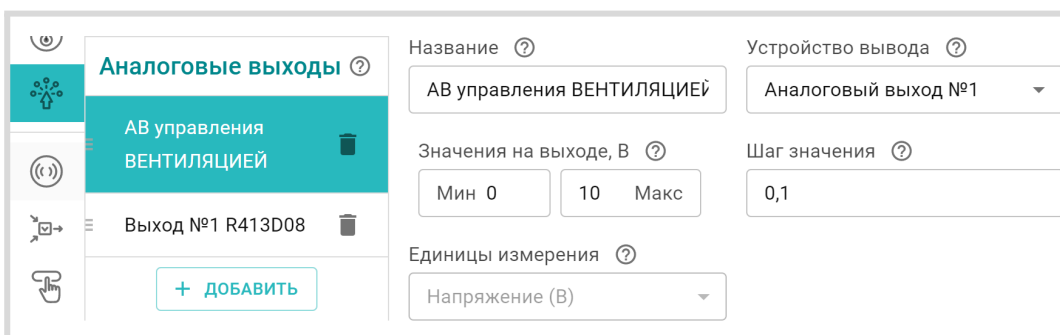 Аналоговые выходы
АВ управления
ВЕНТИЛЯЦИЕЙ
Выход №1 R413D08
+ ДОБАВИТЬ
Название
АВ управления ВЕНТИЛЯЦИЕЙ
Устройство вывода
Аналоговый выход №1
Значения на выходе, В
Мин 0
10 Макс
Шаг значения
0,1
Единицы измерения
Напряжение (В)